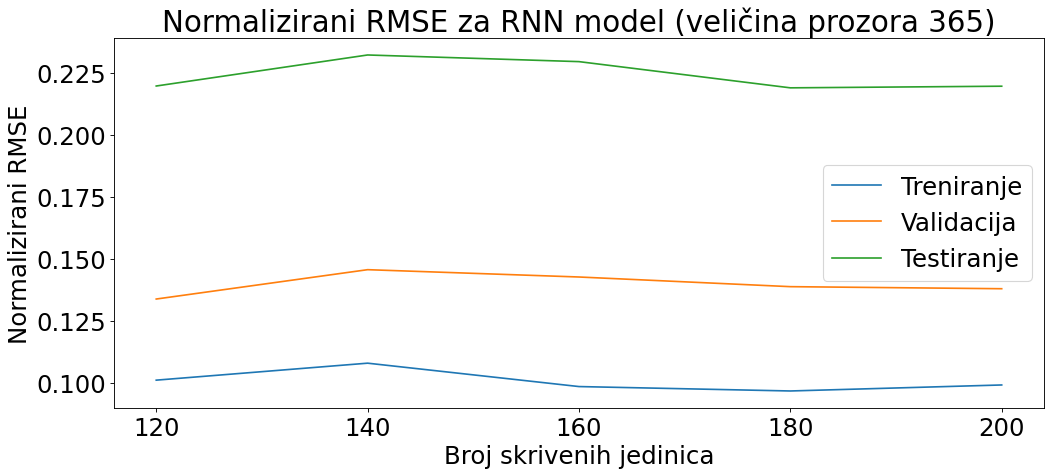 Normalizirani RMSE za RNN model (veličina prozora 365)
Normalizirani RMSE
0.225
0.200
0.175
0.150
0.125
0.100
Treniranje
Validacija
Testiranje
120 140 160 180 200
Broj skrivenih jedinica